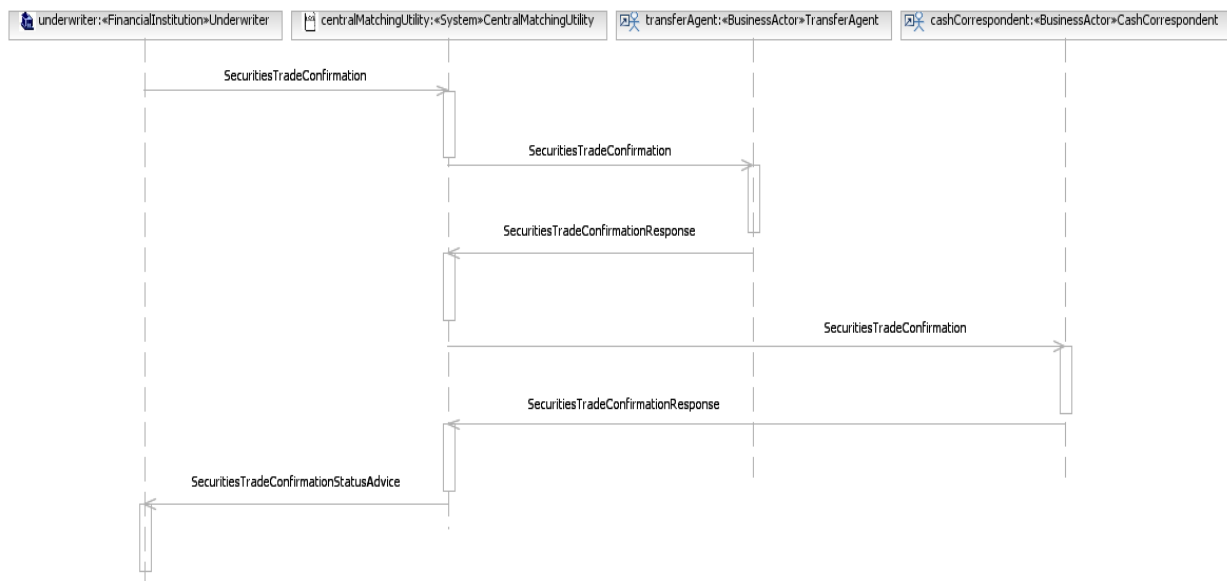 underwriter:«FinancialInstitution»Underwriter
centralMatchingUtility:«System»CentralMatchingUtility
transferAgent:«BusinessActor»TransferAgent
cashCorrespondent:«BusinessActor»CashCorrespondent
SecuritiesTradeConfirmation
SecuritiesTradeConfirmation
SecuritiesTradeConfirmationResponse
SecuritiesTradeConfirmation
SecuritiesTradeConfirmationResponse
SecuritiesTradeConfirmationStatusAdvice